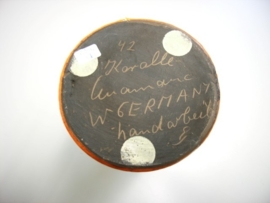 42
Koralle
W. GERMANY
handarbeit